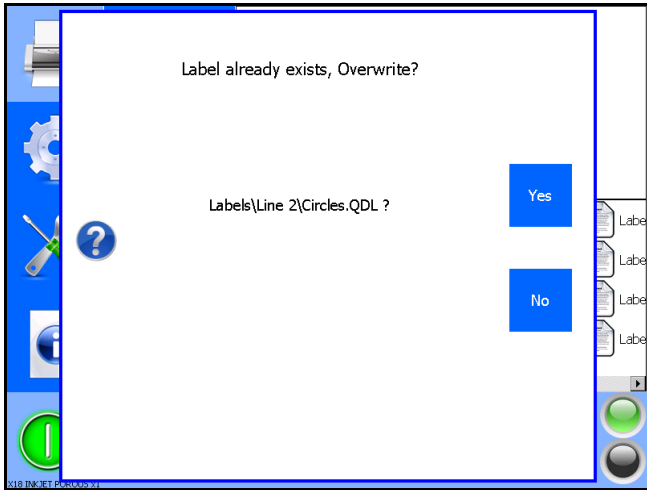 Label already exists, Overwrite?
Labels\Line 2\Circles.QDL ?
Yes
No
Labe
Labe
Labe
Labe
X18 INKJET POROUS X1